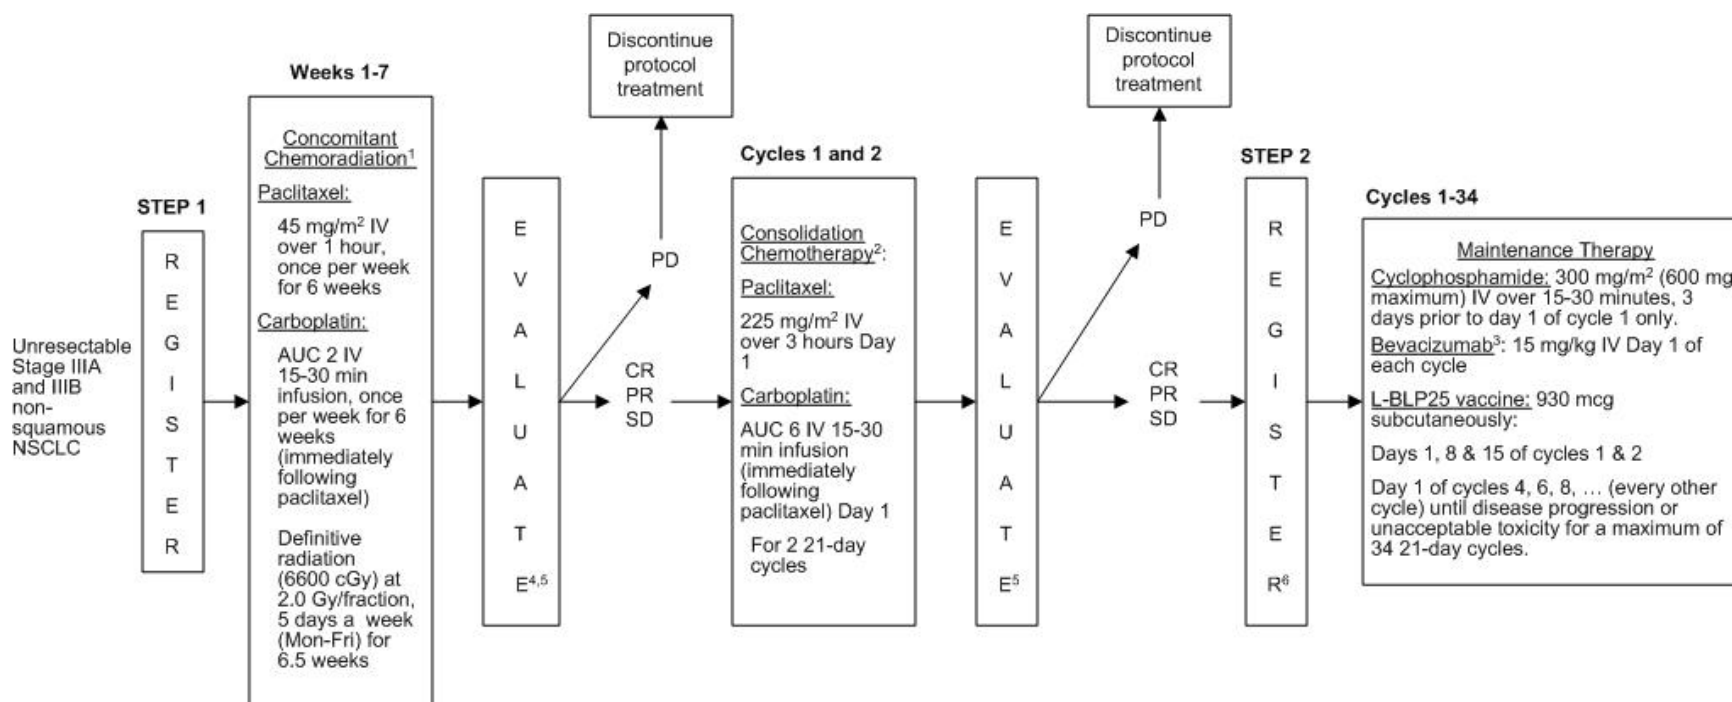 Unresectable
Stage IIIA
and IIIB
non-
squamous
NSCLC
STEP 1
R
E
G
I
S
T
E
R
Weeks 1-7
Concomitant
Chemoradiation¹
Paclitaxel:
45 mg/m² IV
over 1 hour,
once per week
for 6 weeks
Carboplatin:
AUC 2 IV
15-30 min
infusion, once
per week for 6
weeks
(immediately
following
paclitaxel)
Definitive
radiation
(6600 cGy) at
2.0 Gy/fraction,
5 days a week
(Mon-Fri) for
6.5 weeks
E
V
A
L
U
A
T
E⁴,⁵
Discontinue
protocol
treatment
PD
CR
PR
SD
Cycles 1 and 2
Consolidation
Chemotherapy²:
Paclitaxel:
225 mg/m² IV
over 3 hours Day
1
Carboplatin:
AUC 6 IV 15-30
min infusion
(immediately
following
paclitaxel) Day 1
For 2 21-day
cycles
E
V
A
L
U
A
T
E⁵
Discontinue
protocol
treatment
PD
CR
PR
SD
STEP 2
R
E
G
I
S
T
E
R⁶
Cycles 1-34
Maintenance Therapy
Cyclophosphamide: 300 mg/m² (600 mg
maximum) IV over 15-30 minutes, 3
days prior to day 1 of cycle 1 only.
Bevacizumab³: 15 mg/kg IV Day 1 of
each cycle
L-BLP25 vaccine: 930 mcg
subcutaneously:
Days 1, 8 & 15 of cycles 1 & 2
Day 1 of cycles 4, 6, 8, … (every other
cycle) until disease progression or
unacceptable toxicity for a maximum of
34 21-day cycles.